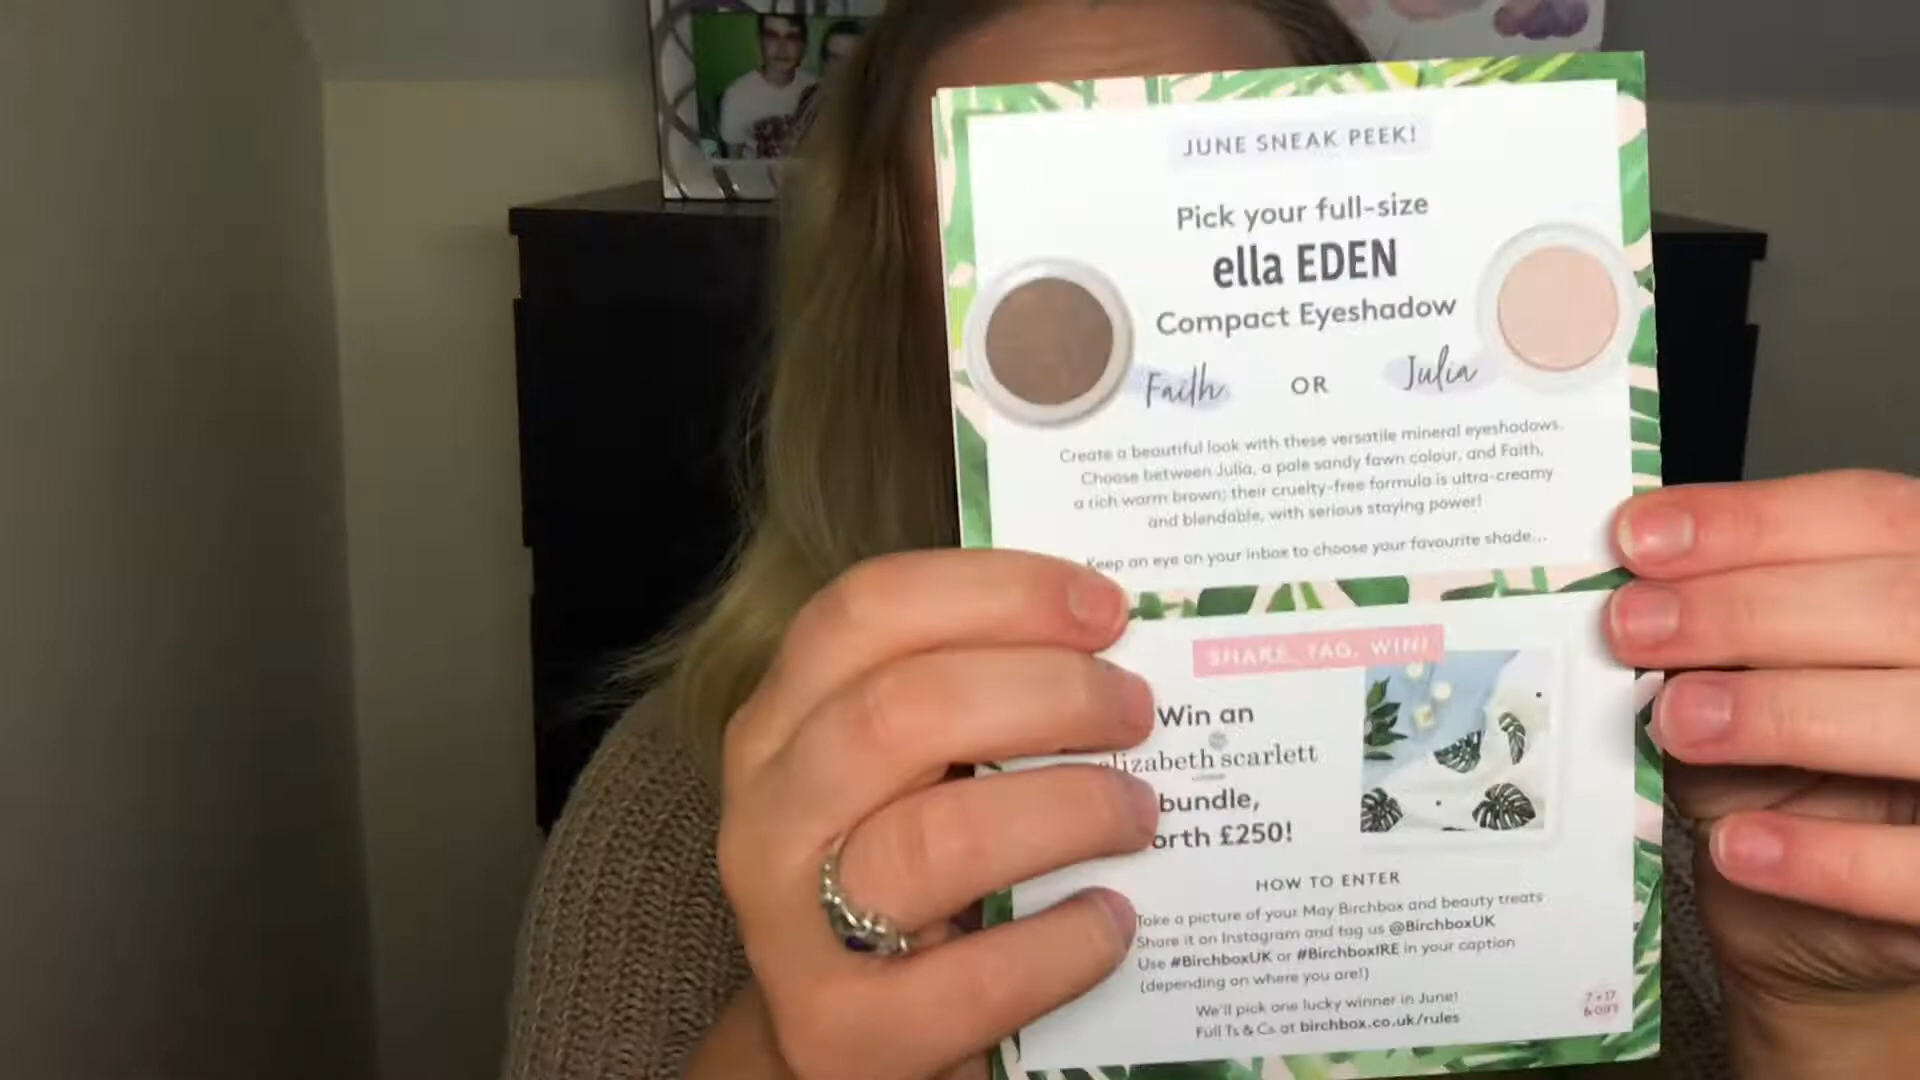 JUNE SNEAK PEEK!
Pick your full-size
ella EDEN
Compact Eyeshadow
Faith OR Julia
Create a beautiful look with these versatile mineral eyeshadows.
Choose between Julia, a pale sandy fawn colour, and Faith,
a rich warm brown; their cruelty-free formula is ultra-creamy
and blendable, with serious staying power!
Keep an eye on your inbox to choose your favourite shade...
SHARE, TAG, WIN!
Win an
elizabeth scarlett
bundle,
orth £250!
HOW TO ENTER
Take a picture of your May Birchbox and beauty treats
Share it on Instagram and tag us @BirchboxUK
Use #BirchboxUK or #BirchboxIRE in your caption
(depending on where you are!)
We'll pick one lucky winner in June!
Full Ts & Cs at birchbox.co.uk/rules